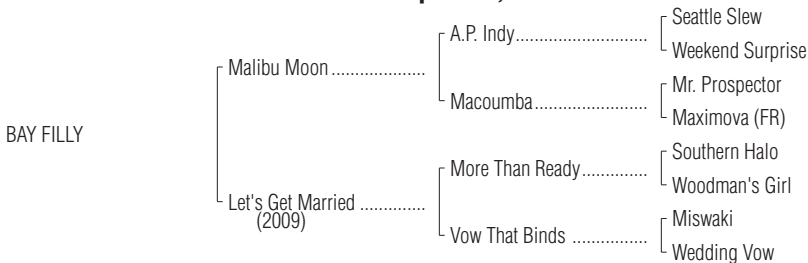 Seattle Slew
A.P. Indy..............................
Weekend Surprise
Malibu Moon .....................
Mr. Prospector
Macoumba..........................
Maximova (FR)
BAY FILLY
Southern Halo
More Than Ready...............
Woodman's Girl
Let's Get Married ...............
(2009)
Miswaki
Vow That Binds .................
Wedding Vow